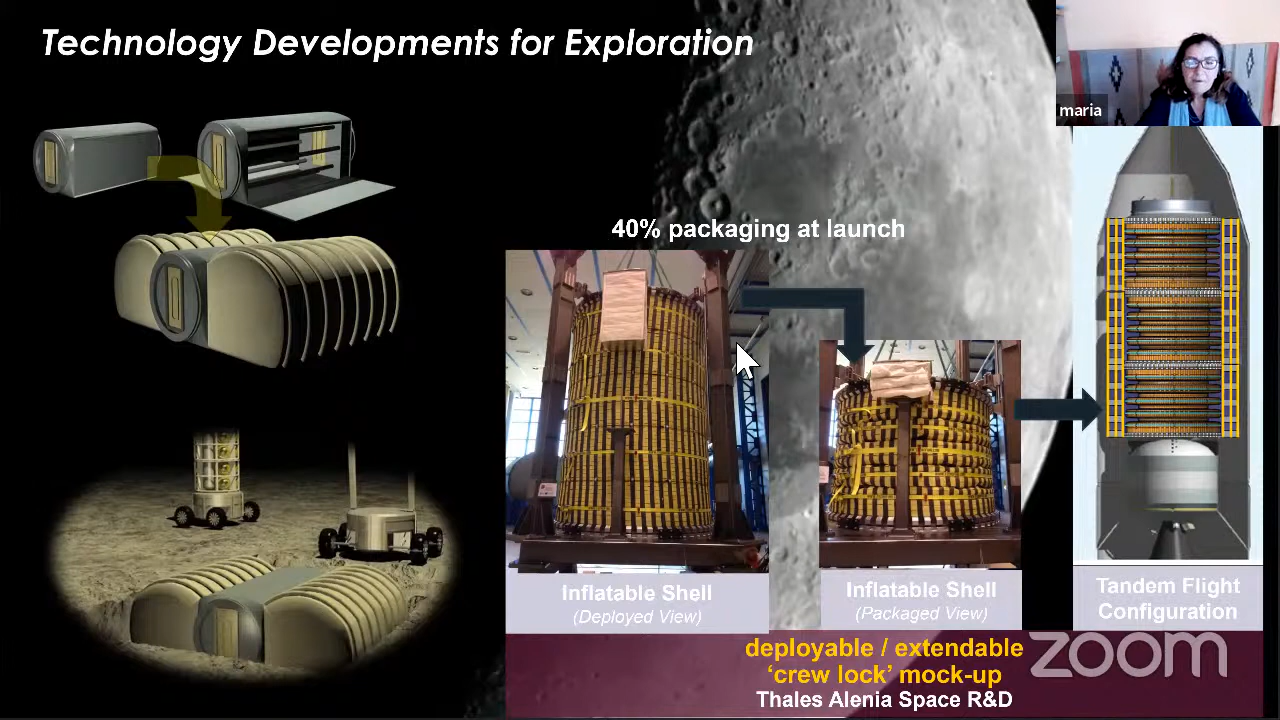 Technology Developments for Exploration
maria
40% packaging at launch
Inflatable Shell
(Deployed View)
Inflatable Shell
(Packaged View)
Tandem Flight
Configuration
deployable / extendable
‘crew lock’ mock-up
Thales Alenia Space R&D
zoom